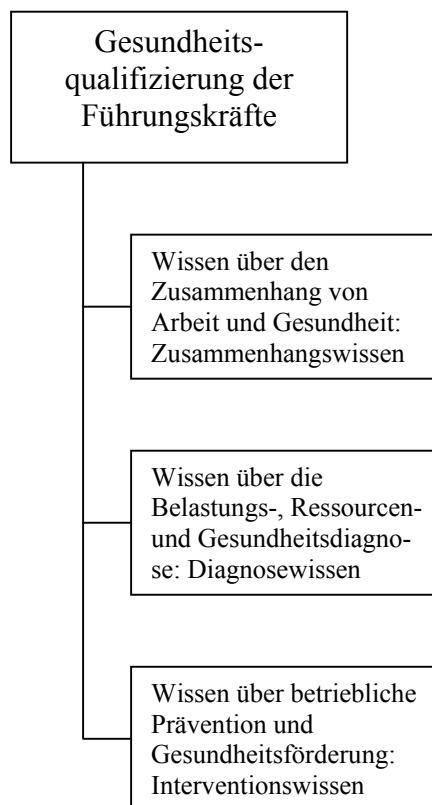 Gesundheits-
qualifizierung der
Führungskräfte
Wissen über den
Zusammenhang von
Arbeit und Gesundheit:
Zusammenhangswissen
Wissen über die
Belastungs-, Ressourcen-
und Gesundheitsdiagno-
se: Diagnosewissen
Wissen über betriebliche
Prävention und
Gesundheitsförderung:
Interventionswissen